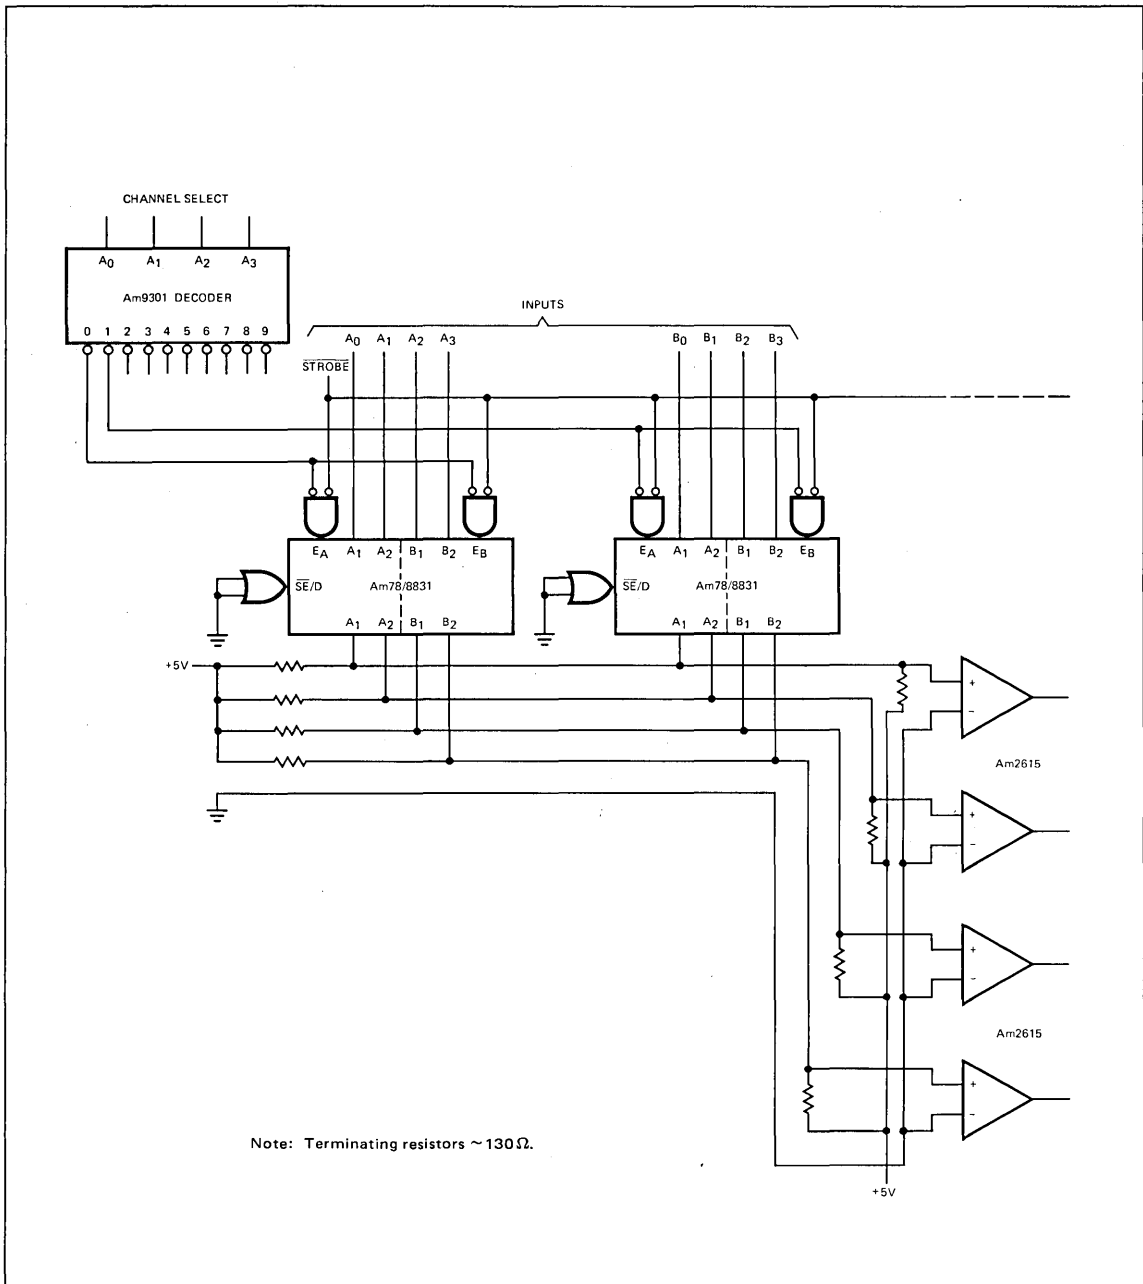 CHANNEL SELECT
A0 A1 A2 A3
Am9301 DECODER
0 1 2 3 4 5 6 7 8 9
INPUTS
A0 A1 A2 A3 B0 B1 B2 B3
STROBE
EA A1 A2 B1 B2 EB
EA A1 A2 B1 B2 EB
SE/D Am78/8831
SE/D Am78/8831
A1 A2 B1 B2
A1 A2 B1 B2
+5V
+
−
Am2615
+
−
+
−
Am2615
+
−
Note: Terminating resistors ~130Ω.
+5V